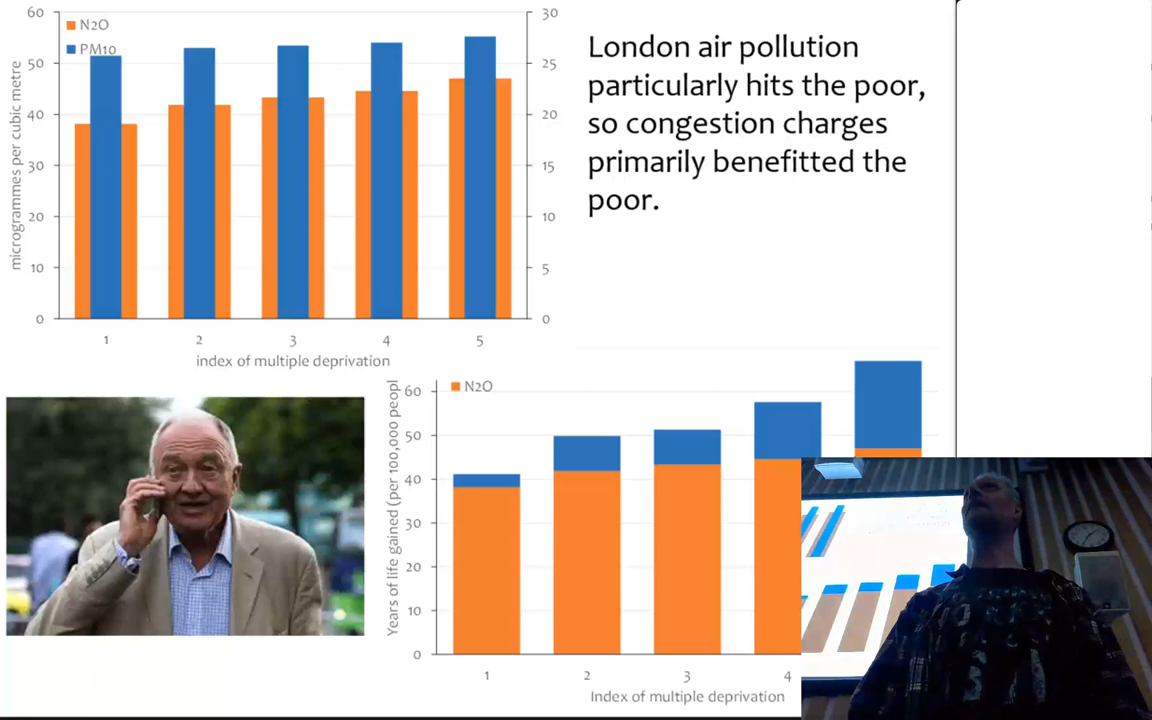 60
50
40
30
20
10
0
30
25
20
15
10
5
0
N2O
PM10
microgrammes per cubic metre
1 2 3 4 5
index of multiple deprivation
London air pollution
particularly hits the poor,
so congestion charges
primarily benefitted the
poor.
N2O
60
50
40
30
20
10
0
Years of life gained (per 100,000 peopl
1 2 3 4
Index of multiple deprivation